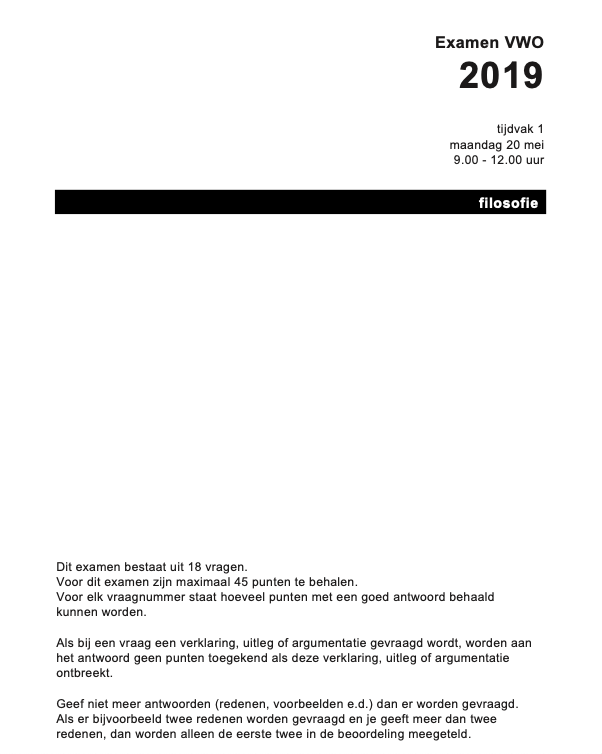 Examen VWO
2019
tijdvak 1
maandag 20 mei
9.00 - 12.00 uur
filosofie
Dit examen bestaat uit 18 vragen.
Voor dit examen zijn maximaal 45 punten te behalen.
Voor elk vraagnummer staat hoeveel punten met een goed antwoord behaald
kunnen worden.
Als bij een vraag een verklaring, uitleg of argumentatie gevraagd wordt, worden aan
het antwoord geen punten toegekend als deze verklaring, uitleg of argumentatie
ontbreekt.
Geef niet meer antwoorden (redenen, voorbeelden e.d.) dan er worden gevraagd.
Als er bijvoorbeeld twee redenen worden gevraagd en je geeft meer dan twee
redenen, dan worden alleen de eerste twee in de beoordeling meegeteld.